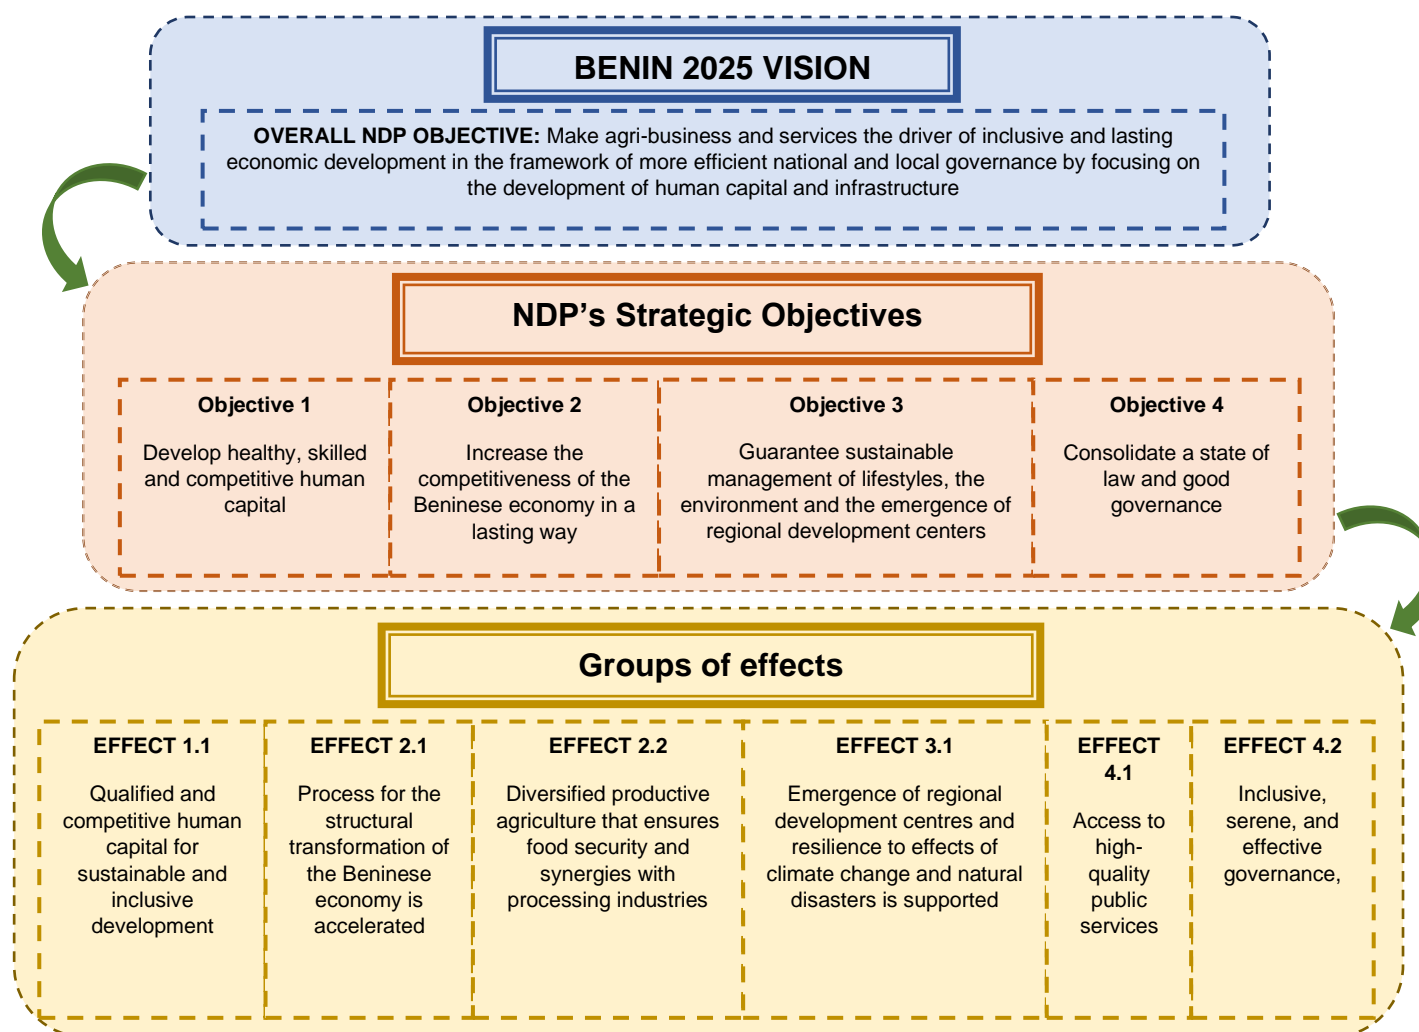 BENIN 2025 VISION
OVERALL NDP OBJECTIVE: Make agri-business and services the driver of inclusive and lasting
economic development in the framework of more efficient national and local governance by focusing on
the development of human capital and infrastructure
NDP’s Strategic Objectives
Objective 1
Develop healthy, skilled
and competitive human
capital
Objective 2
Increase the
competitiveness of the
Beninese economy in a
lasting way
Objective 3
Guarantee sustainable
management of lifestyles, the
environment and the emergence of
regional development centers
Objective 4
Consolidate a state of
law and good
governance
Groups of effects
EFFECT 1.1
Qualified and
competitive human
capital for
sustainable and
inclusive
development
EFFECT 2.1
Process for the
structural
transformation of
the Beninese
economy is
accelerated
EFFECT 2.2
Diversified productive
agriculture that ensures
food security and
synergies with
processing industries
EFFECT 3.1
Emergence of regional
development centres and
resilience to effects of
climate change and natural
disasters is supported
EFFECT
4.1
Access to
high-
quality
public
services
EFFECT 4.2
Inclusive,
serene, and
effective
governance,